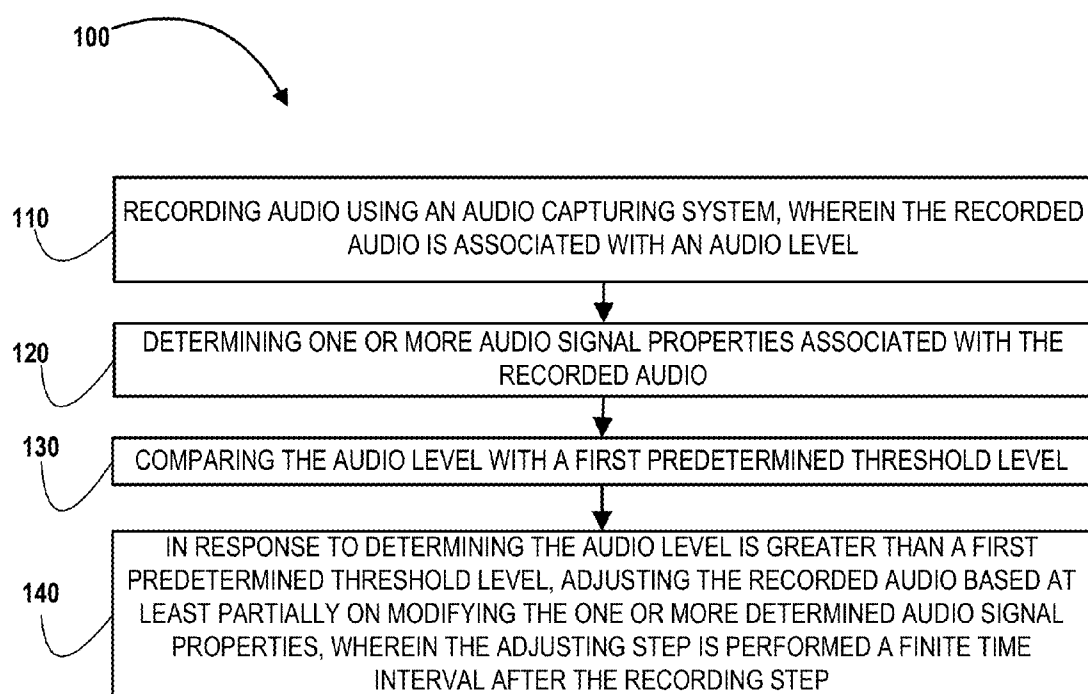 100
110
RECORDING AUDIO USING AN AUDIO CAPTURING SYSTEM, WHEREIN THE RECORDED
AUDIO IS ASSOCIATED WITH AN AUDIO LEVEL
120
DETERMINING ONE OR MORE AUDIO SIGNAL PROPERTIES ASSOCIATED WITH THE
RECORDED AUDIO
130
COMPARING THE AUDIO LEVEL WITH A FIRST PREDETERMINED THRESHOLD LEVEL
140
IN RESPONSE TO DETERMINING THE AUDIO LEVEL IS GREATER THAN A FIRST
PREDETERMINED THRESHOLD LEVEL, ADJUSTING THE RECORDED AUDIO BASED AT
LEAST PARTIALLY ON MODIFYING THE ONE OR MORE DETERMINED AUDIO SIGNAL
PROPERTIES, WHEREIN THE ADJUSTING STEP IS PERFORMED A FINITE TIME
INTERVAL AFTER THE RECORDING STEP